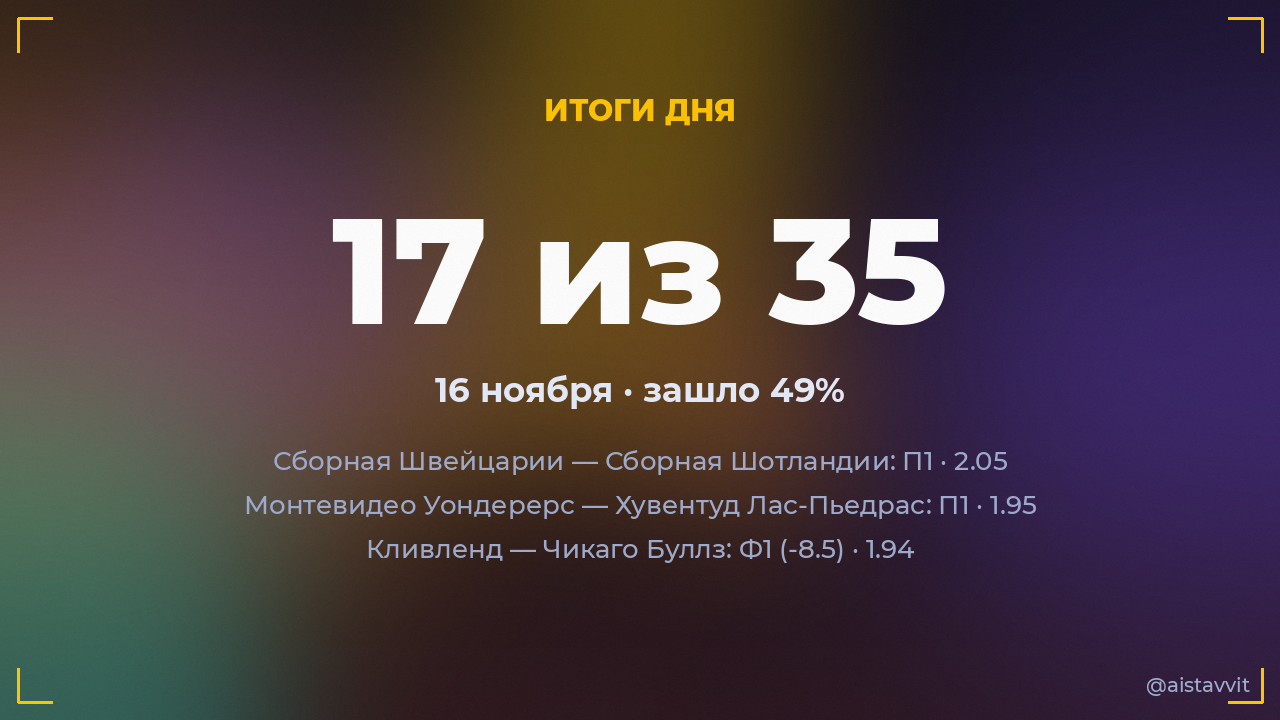 ИТОГИ ДНЯ
17 из 35
16 ноября · зашло 49%
Сборная Швейцарии — Сборная Шотландии: П1 · 2.05
Монтевидео Уондерерс — Хувентуд Лас-Пьедрас: П1 · 1.95
Кливленд — Чикаго Буллз: Ф1 (-8.5) · 1.94
@aistavvit